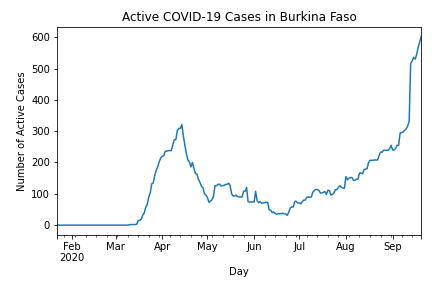 Active COVID-19 Cases in Burkina Faso
Number of Active Cases
600
500
400
300
200
100
0
Feb Mar Apr May Jun Jul Aug Sep
2020
Day